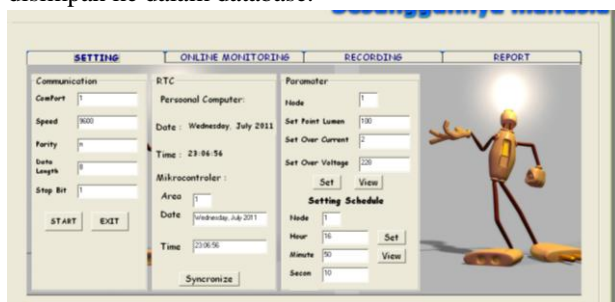 disimpan ke dalam database.
SETTING ONLINE MONITORING RECORDING REPORT
Communication
ComPort 1
Speed 9600
Parity n
Data Length 8
Stop Bit 1
START EXIT
RTC
Persoonal Computer:
Date : Wednesday, July 2011
Time : 23:06:56
Mikrocontroler :
Area 1
Date Wednesday, July 2011
Time 23:06:56
Syncronize
Paramater
Node 1
Set Point Lumen 100
Set Over Current 2
Set Over Voltage 220
Set View
Setting Schedule
Node 1
Hour 16 Set
Minute 50 View
Secon 10